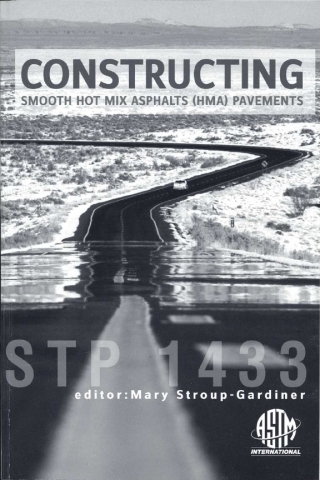 CONSTRUCTING
SMOOTH HOT MIX ASPHALTS (HMA) PAVEMENTS
STP 1433
editor:Mary Stroup-Gardiner
ASTM
INTERNATIONAL